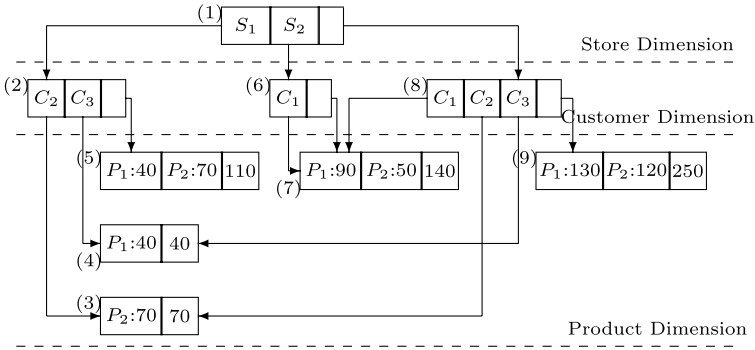 (1) S₁ S₂
Store Dimension
(2) C₂ C₃ (6) C₁ (8) C₁ C₂ C₃
Customer Dimension
(5) P₁:40 P₂:70 110 (7) P₁:90 P₂:50 140 (9) P₁:130 P₂:120 250
(4) P₁:40 40
(3) P₂:70 70
Product Dimension